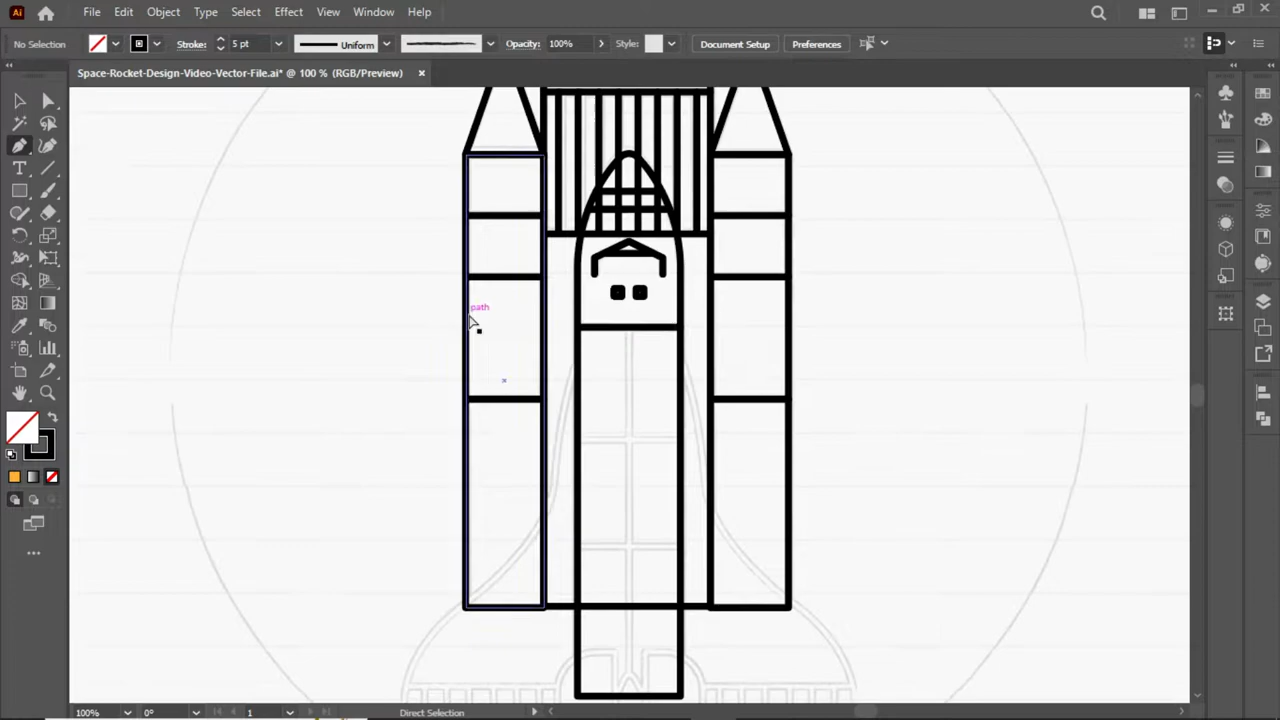 Ai File Edit Object Type Select Effect View Window Help
No Selection Stroke: 5 pt Uniform Opacity: 100% Style: Document Setup Preferences
Space-Rocket-Design-Video-Vector-File.ai* @ 100 % (RGB/Preview)
path
100% 0° 1 Direct Selection